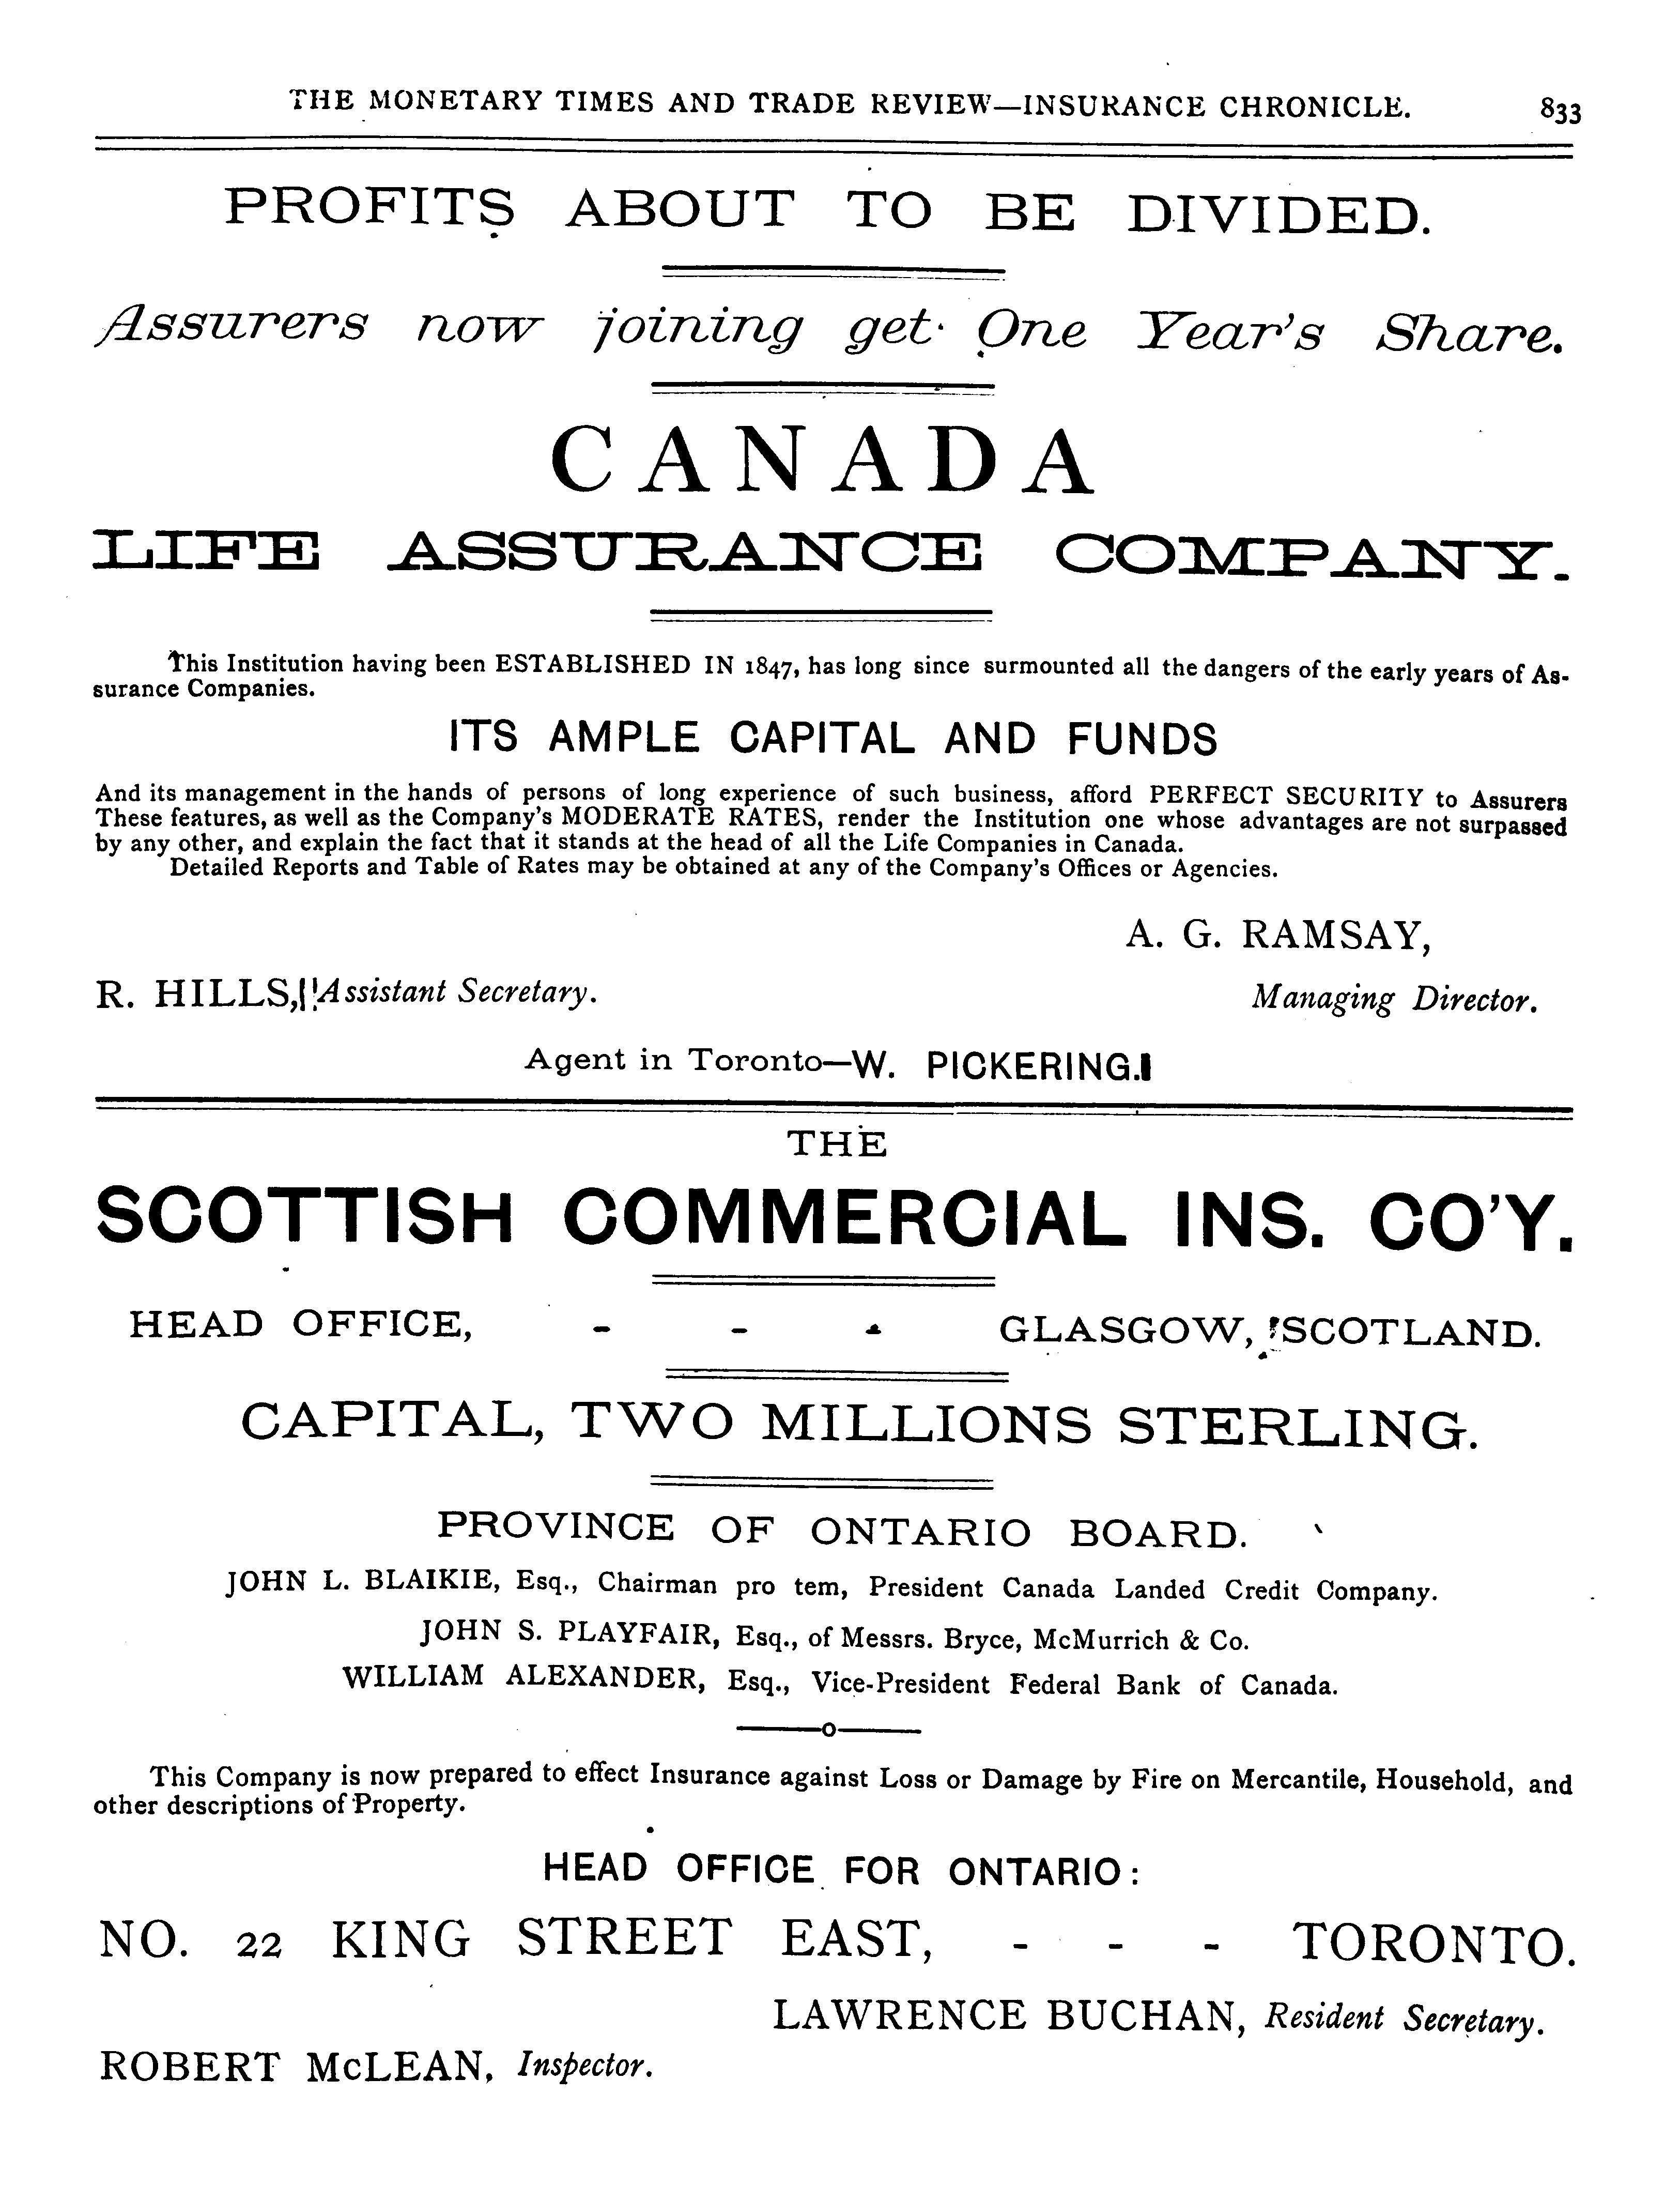 THE MONETARY TIMES AND TRADE REVIEW—INSURANCE CHRONICLE. 833
PROFITS ABOUT TO BE DIVIDED.
Assurers now joining get One Year's Share.
CANADA
LIFE ASSURANCE COMPANY.
This Institution having been ESTABLISHED IN 1847, has long since surmounted all the dangers of the early years of As-
surance Companies.
ITS AMPLE CAPITAL AND FUNDS
And its management in the hands of persons of long experience of such business, afford PERFECT SECURITY to Assurers
These features, as well as the Company's MODERATE RATES, render the Institution one whose advantages are not surpassed
by any other, and explain the fact that it stands at the head of all the Life Companies in Canada.
Detailed Reports and Table of Rates may be obtained at any of the Company's Offices or Agencies.
A. G. RAMSAY,
R. HILLS, Assistant Secretary. Managing Director.
Agent in Toronto—W. PICKERING.
THE
SCOTTISH COMMERCIAL INS. CO'Y.
HEAD OFFICE, - - - GLASGOW, SCOTLAND.
CAPITAL, TWO MILLIONS STERLING.
PROVINCE OF ONTARIO BOARD.
JOHN L. BLAIKIE, Esq., Chairman pro tem, President Canada Landed Credit Company.
JOHN S. PLAYFAIR, Esq., of Messrs. Bryce, McMurrich & Co.
WILLIAM ALEXANDER, Esq., Vice-President Federal Bank of Canada.
This Company is now prepared to effect Insurance against Loss or Damage by Fire on Mercantile, Household, and
other descriptions of Property.
HEAD OFFICE FOR ONTARIO:
NO. 22 KING STREET EAST, - - - TORONTO.
LAWRENCE BUCHAN, Resident Secretary.
ROBERT McLEAN, Inspector.